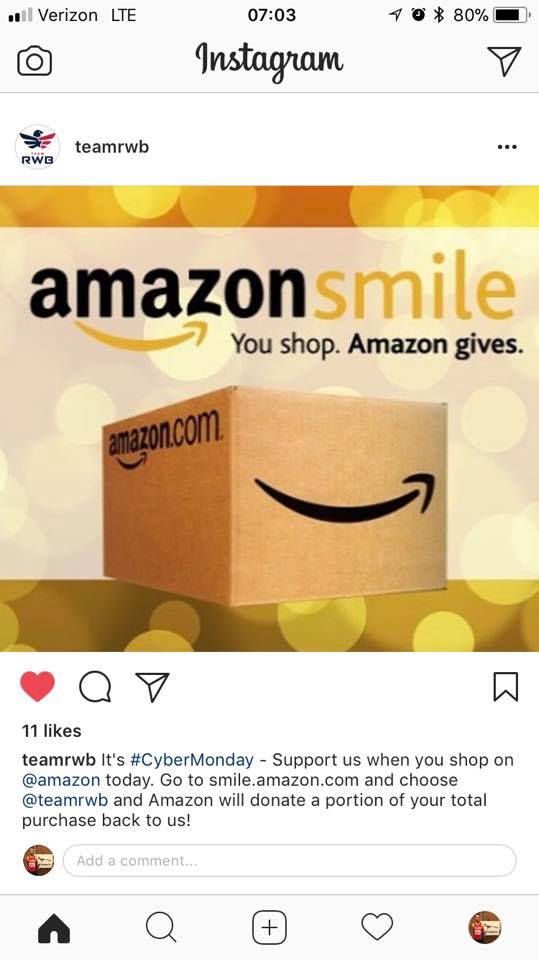 Verizon LTE 07:03 80%
Instagram
TEAM
RWB
teamrwb
amazonsmile
You shop. Amazon gives.
amazon.com.
11 likes
teamrwb It's #CyberMonday - Support us when you shop on
@amazon today. Go to smile.amazon.com and choose
@teamrwb and Amazon will donate a portion of your total
purchase back to us!
Add a comment...